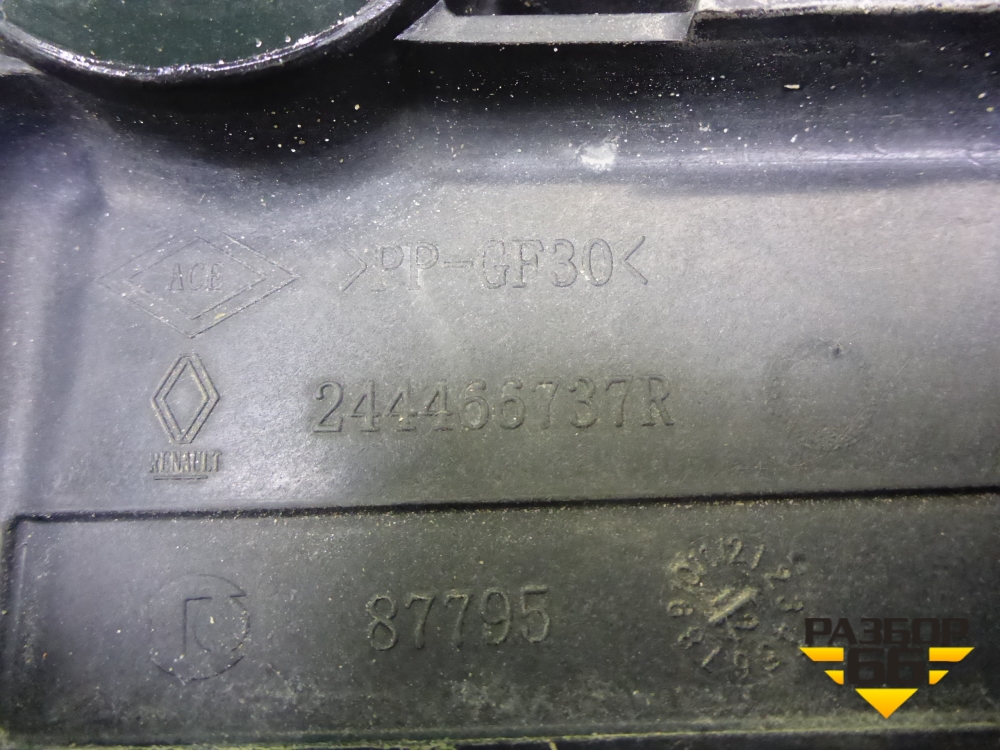 ACE >PP-GF30<
244466737R
RENAULT
87795
РАЗБОР
66